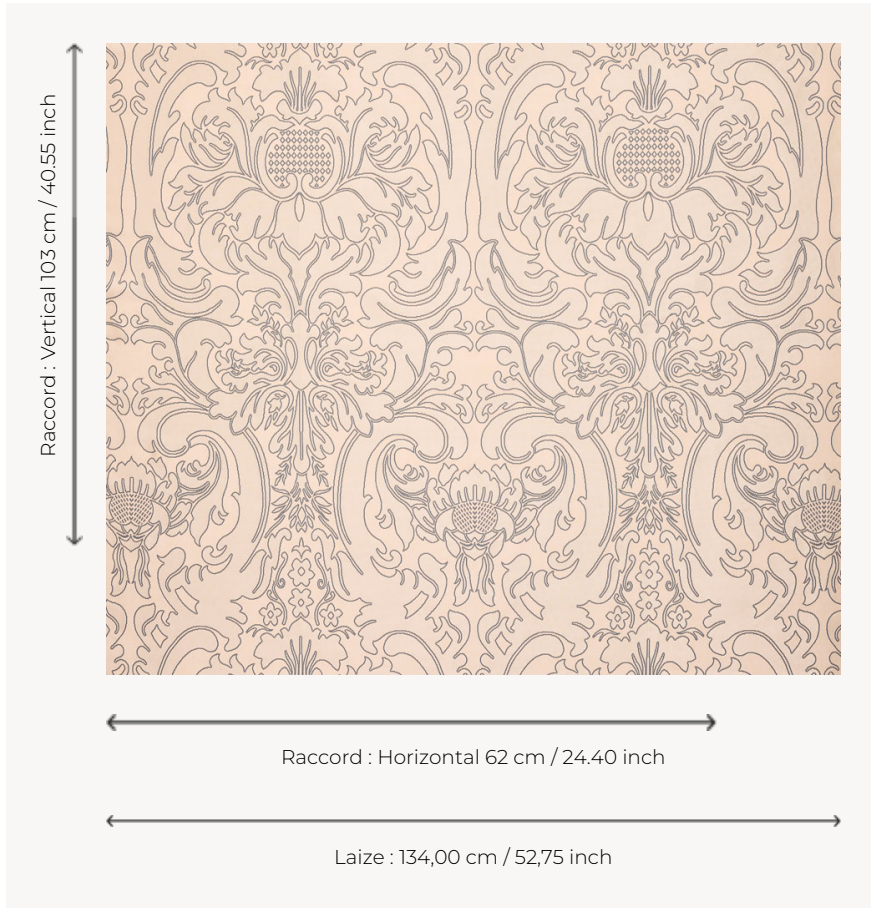 Raccord : Vertical 103 cm / 40.55 inch
Raccord : Horizontal 62 cm / 24.40 inch
Laize : 134,00 cm / 52,75 inch